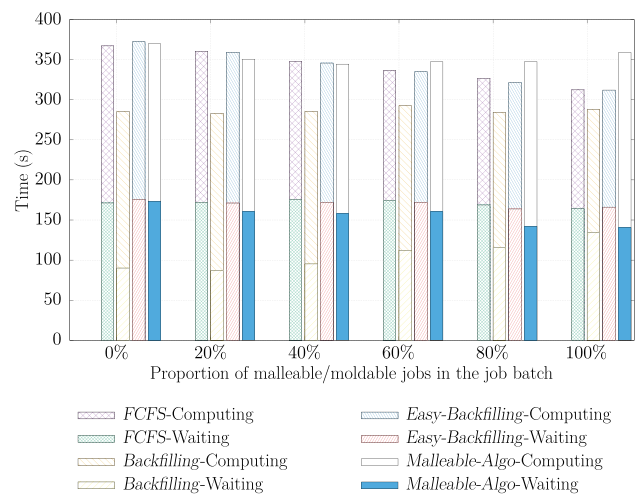 400
350
300
250
200
150
100
50
0
Time (s)
0% 20% 40% 60% 80% 100%
Proportion of malleable/moldable jobs in the job batch
FCFS-Computing
FCFS-Waiting
Backfilling-Computing
Backfilling-Waiting
Easy-Backfilling-Computing
Easy-Backfilling-Waiting
Malleable-Algo-Computing
Malleable-Algo-Waiting